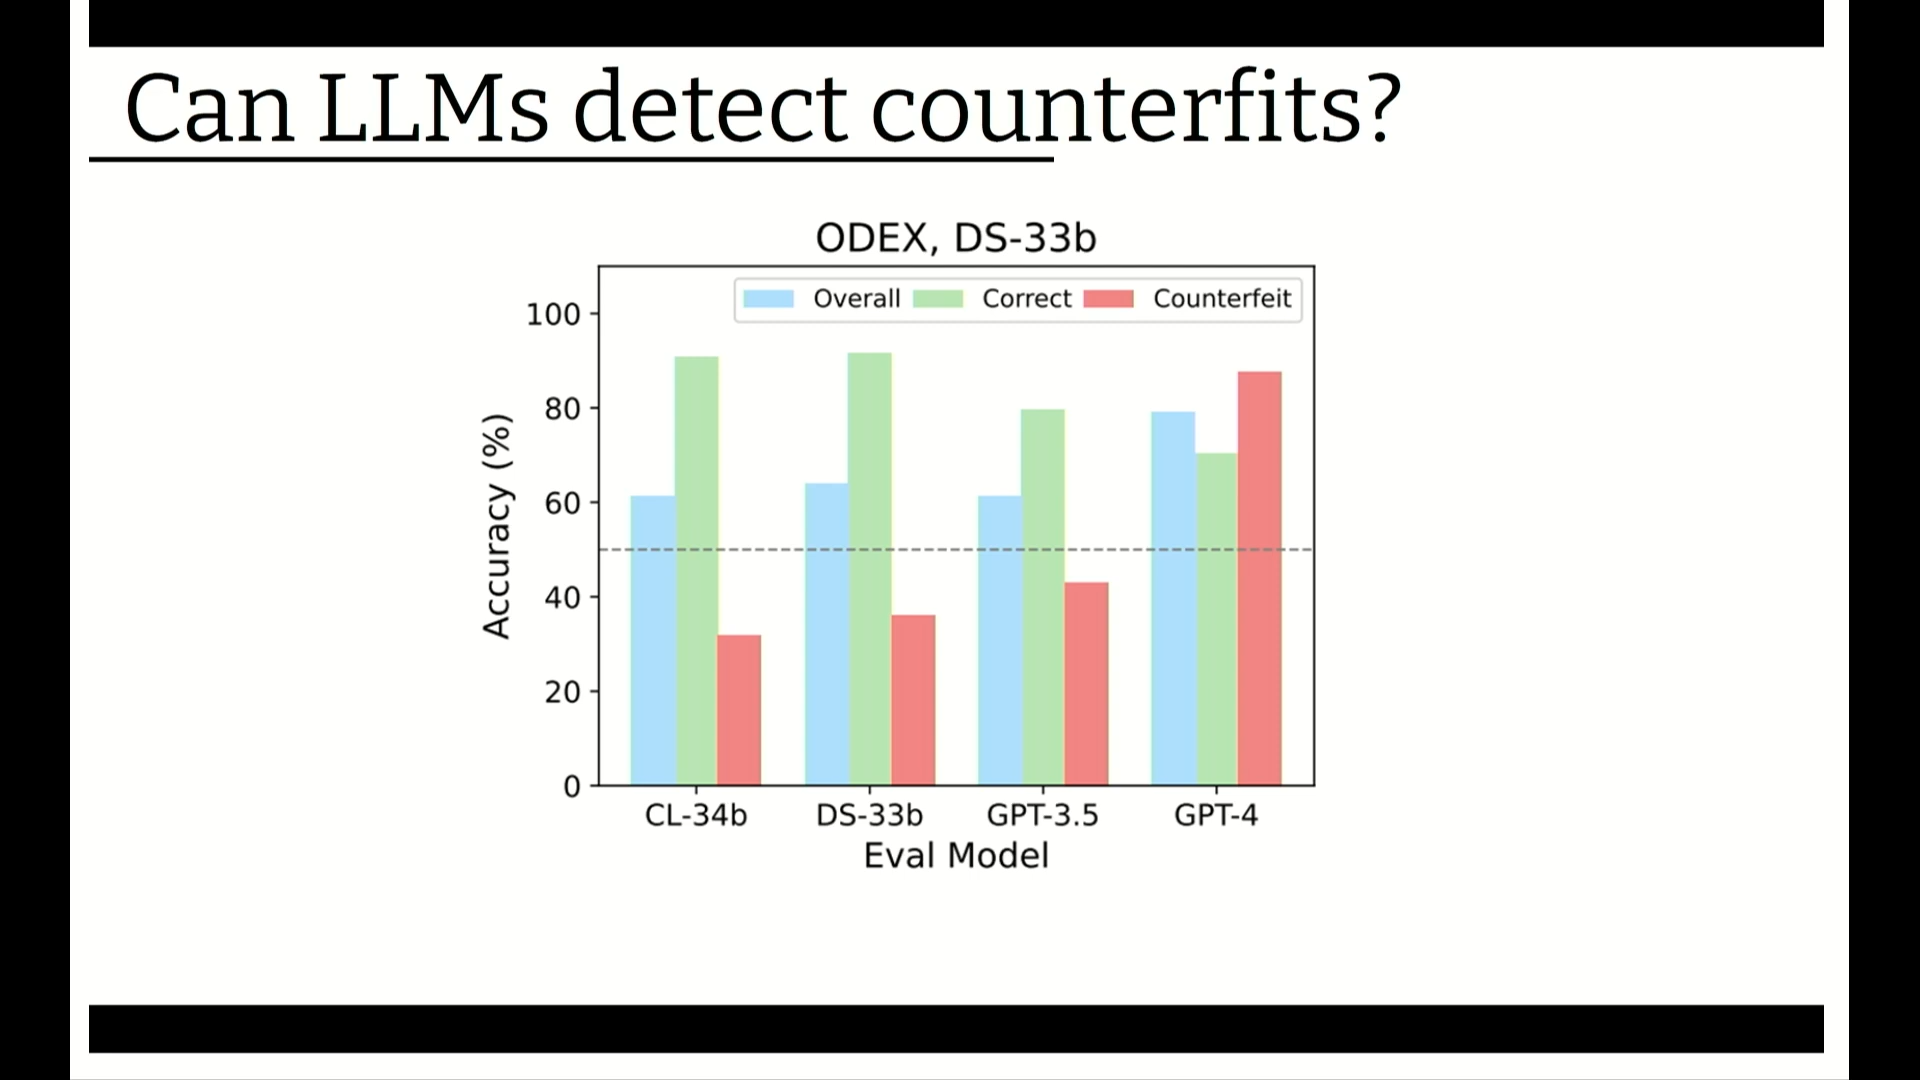 Can LLMs detect counterfits?
ODEX, DS-33b
Overall Correct Counterfeit
100
80
60
40
20
0
Accuracy (%)
CL-34b DS-33b GPT-3.5 GPT-4
Eval Model